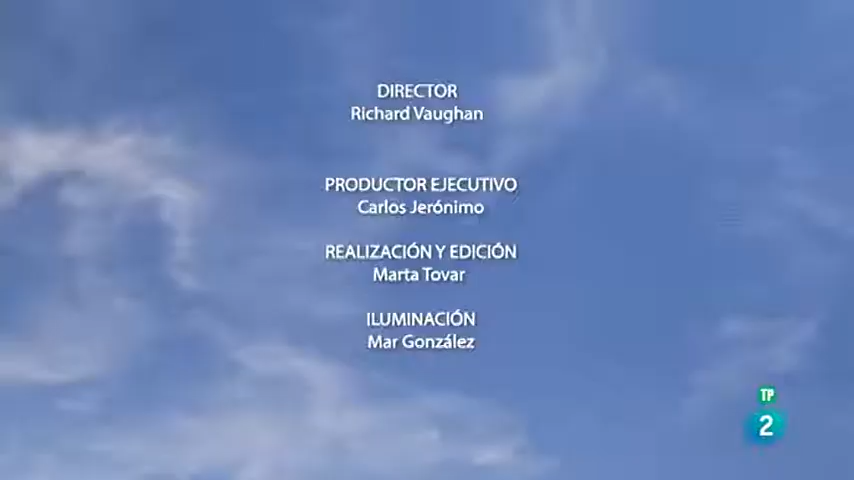 DIRECTOR
Richard Vaughan
PRODUCTOR EJECUTIVO
Carlos Jerónimo
REALIZACIÓN Y EDICIÓN
Marta Tovar
ILUMINACIÓN
Mar González
TP
2